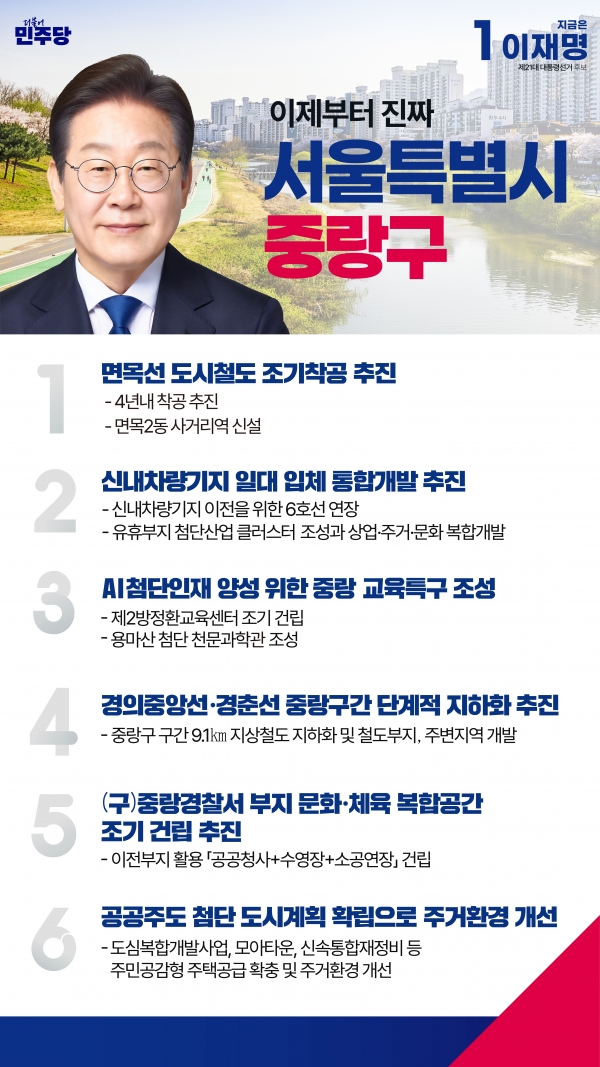 더불어
민주당
지금은
1 이재명
제21대 대통령선거 후보
이제부터 진짜
서울특별시
중랑구
1
면목선 도시철도 조기착공 추진
- 4년내 착공 추진
- 면목2동 사거리역 신설
2
신내차량기지 일대 입체 통합개발 추진
- 신내차량기지 이전을 위한 6호선 연장
- 유휴부지 첨단산업 클러스터 조성과 상업·주거·문화 복합개발
3
AI첨단인재 양성 위한 중랑 교육특구 조성
- 제2방정환교육센터 조기 건립
- 용마산 첨단 천문과학관 조성
4
경의중앙선·경춘선 중랑구간 단계적 지하화 추진
- 중랑구 구간 9.1㎞ 지상철도 지하화 및 철도부지, 주변지역 개발
5
(구)중랑경찰서 부지 문화·체육 복합공간
조기 건립 추진
- 이전부지 활용 「공공청사+수영장+소공연장」 건립
6
공공주도 첨단 도시계획 확립으로 주거환경 개선
- 도심복합개발사업, 모아타운, 신속통합재정비 등
주민공감형 주택공급 확충 및 주거환경 개선